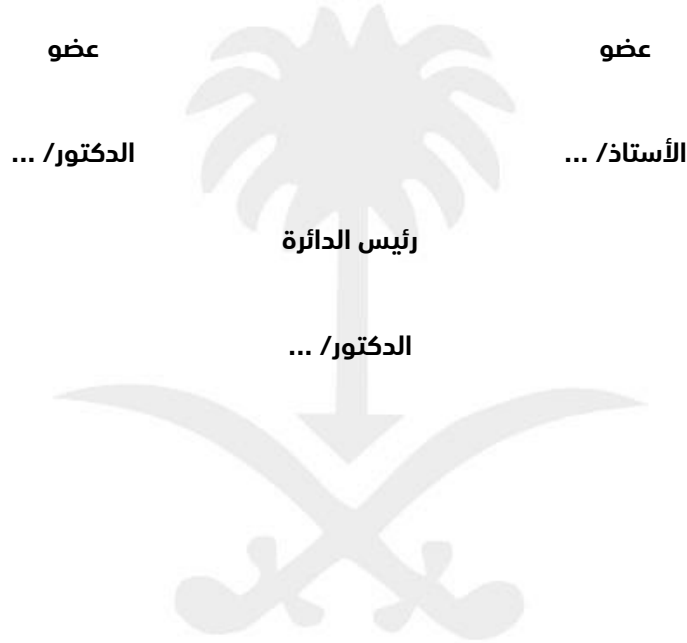 عضو عضو
الأستاذ/ ... الدكتور/ ...
رئيس الدائرة
الدكتور/ ...